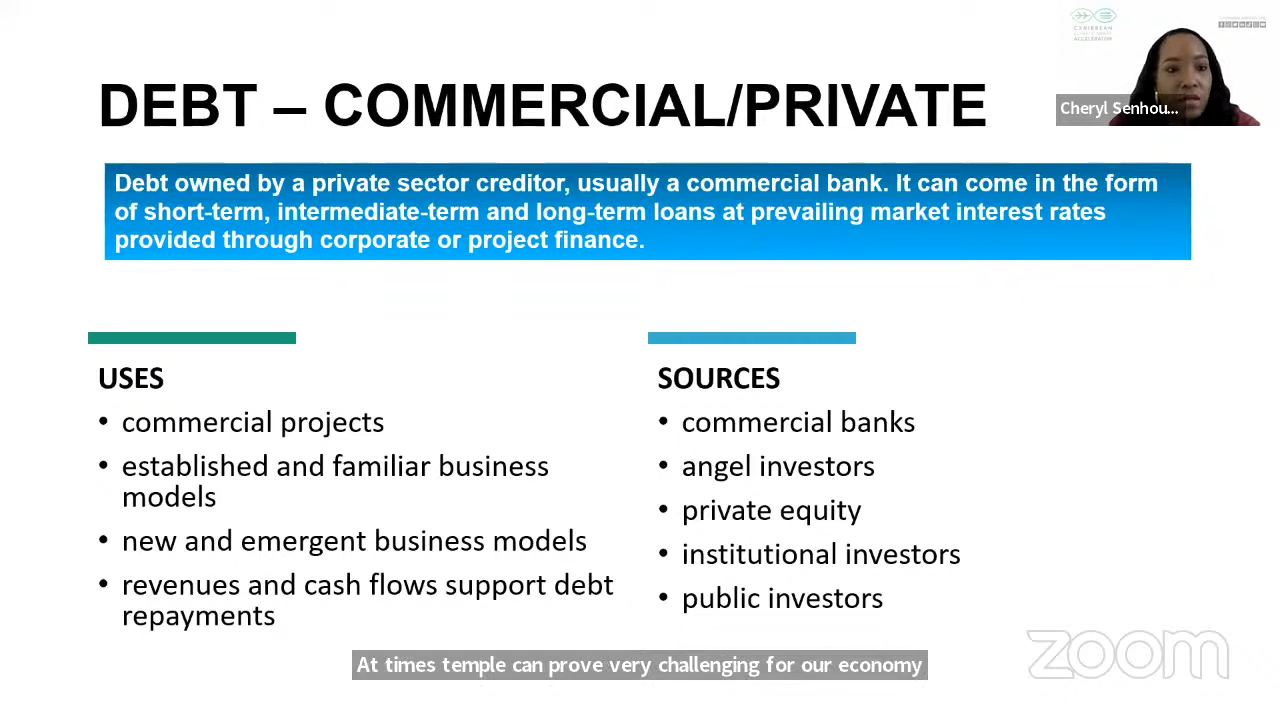 CARIBBEAN
ACCELERATOR
DEBT – COMMERCIAL/PRIVATE
Cheryl Senhou...
Debt owned by a private sector creditor, usually a commercial bank. It can come in the form
of short-term, intermediate-term and long-term loans at prevailing market interest rates
provided through corporate or project finance.
USES
• commercial projects
• established and familiar business
models
• new and emergent business models
• revenues and cash flows support debt
repayments
SOURCES
• commercial banks
• angel investors
• private equity
• institutional investors
• public investors
At times temple can prove very challenging for our economy
zoom